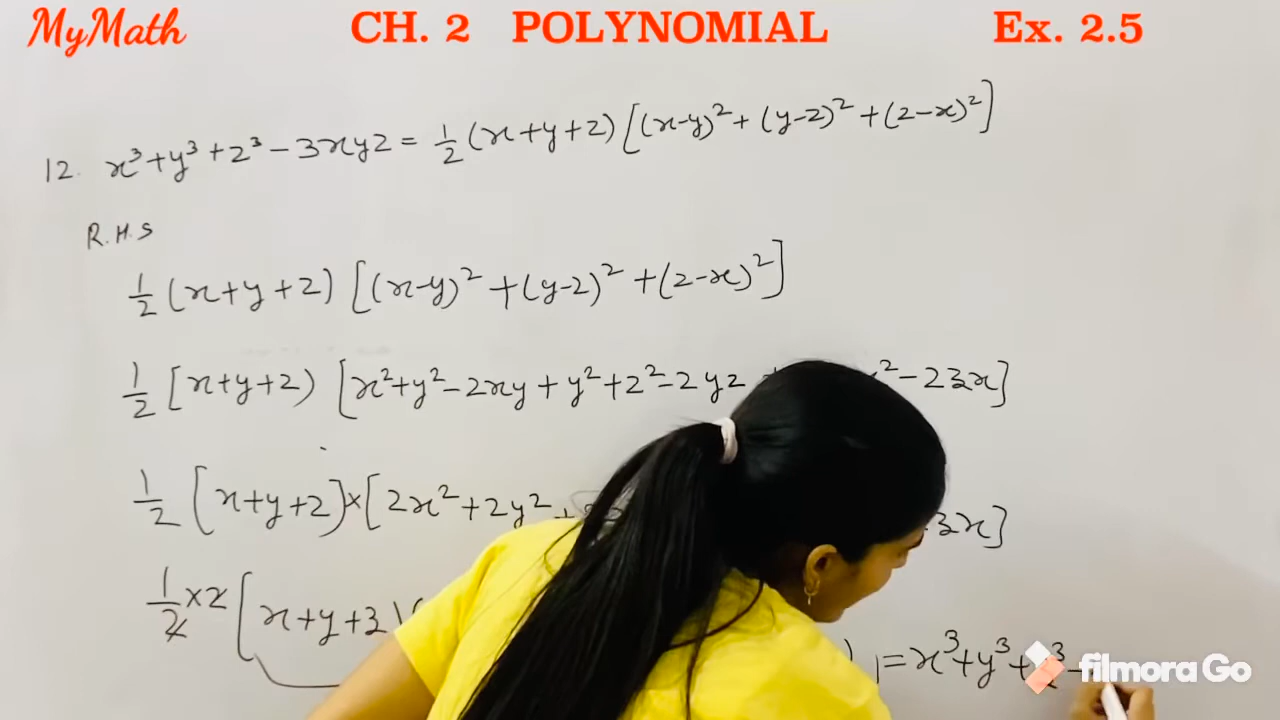 MyMath CH. 2 POLYNOMIAL Ex. 2.5
12. x³+y³+z³-3xyz = 1/2 (x+y+z) [(x-y)²+(y-z)²+(z-x)²]
R.H.S
1/2 (x+y+z) [(x-y)²+(y-z)²+(z-x)²]
1/2 [x+y+z) [x²+y²-2xy+y²+z²-2yz ² -2zx]
1/2 [x+y+z]×[2x²+2y²+ zx]
1/2 ×2 [x+y+z) ) =x³+y³+z³-
filmora Go